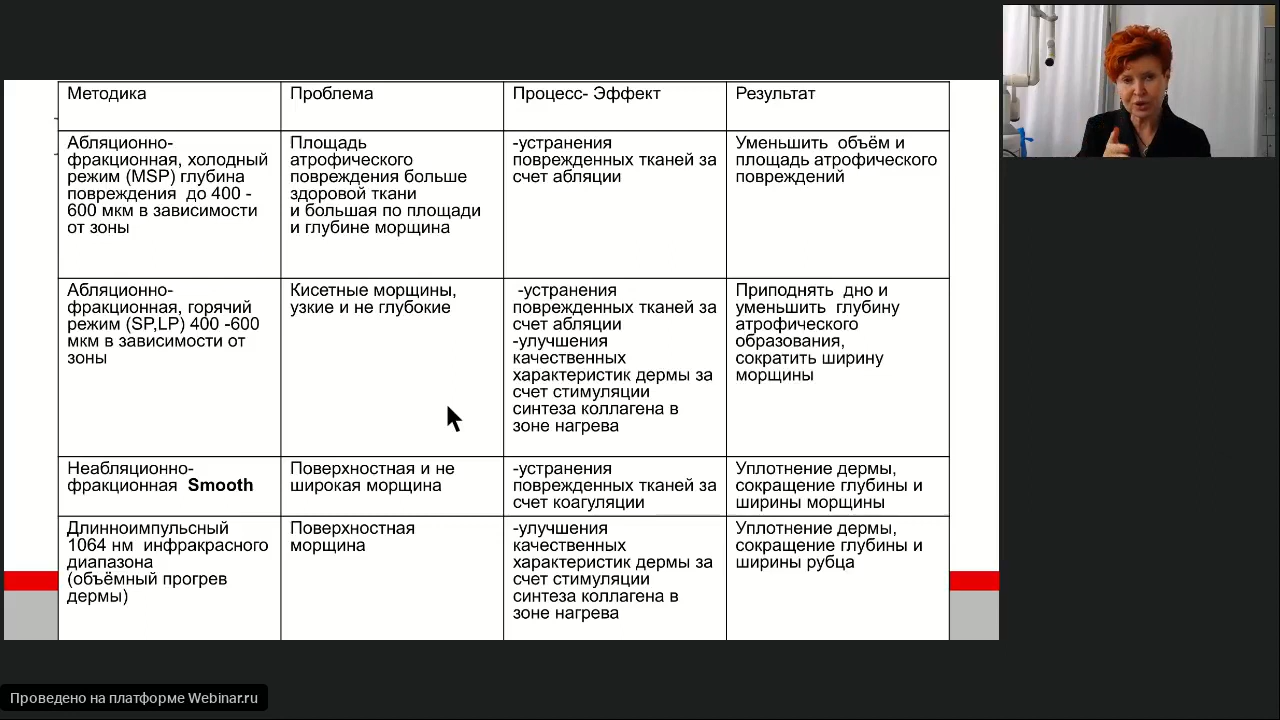 Методика
Проблема
Процесс- Эффект
Результат
Абляционно-
фракционная, холодный
режим (MSP) глубина
повреждения до 400 -
600 мкм в зависимости
от зоны
Площадь
атрофического
повреждения больше
здоровой ткани
и большая по площади
и глубине морщина
-устранения
поврежденных тканей за
счет абляции
Уменьшить объём и
площадь атрофического
повреждений
Абляционно-
фракционная, горячий
режим (SP,LP) 400 -600
мкм в зависимости от
зоны
Кисетные морщины,
узкие и не глубокие
-устранения
поврежденных тканей за
счет абляции
-улучшения
качественных
характеристик дермы за
счет стимуляции
синтеза коллагена в
зоне нагрева
Приподнять дно и
уменьшить глубину
атрофического
образования,
сократить ширину
морщины
Неабляционно-
фракционная Smooth
Поверхностная и не
широкая морщина
-устранения
поврежденных тканей за
счет коагуляции
Уплотнение дермы,
сокращение глубины и
ширины морщины
Длинноимпульсный
1064 нм инфракрасного
диапазона
(объёмный прогрев
дермы)
Поверхностная
морщина
-улучшения
качественных
характеристик дермы за
счет стимуляции
синтеза коллагена в
зоне нагрева
Уплотнение дермы,
сокращение глубины и
ширины рубца
Проведено на платформе Webinar.ru